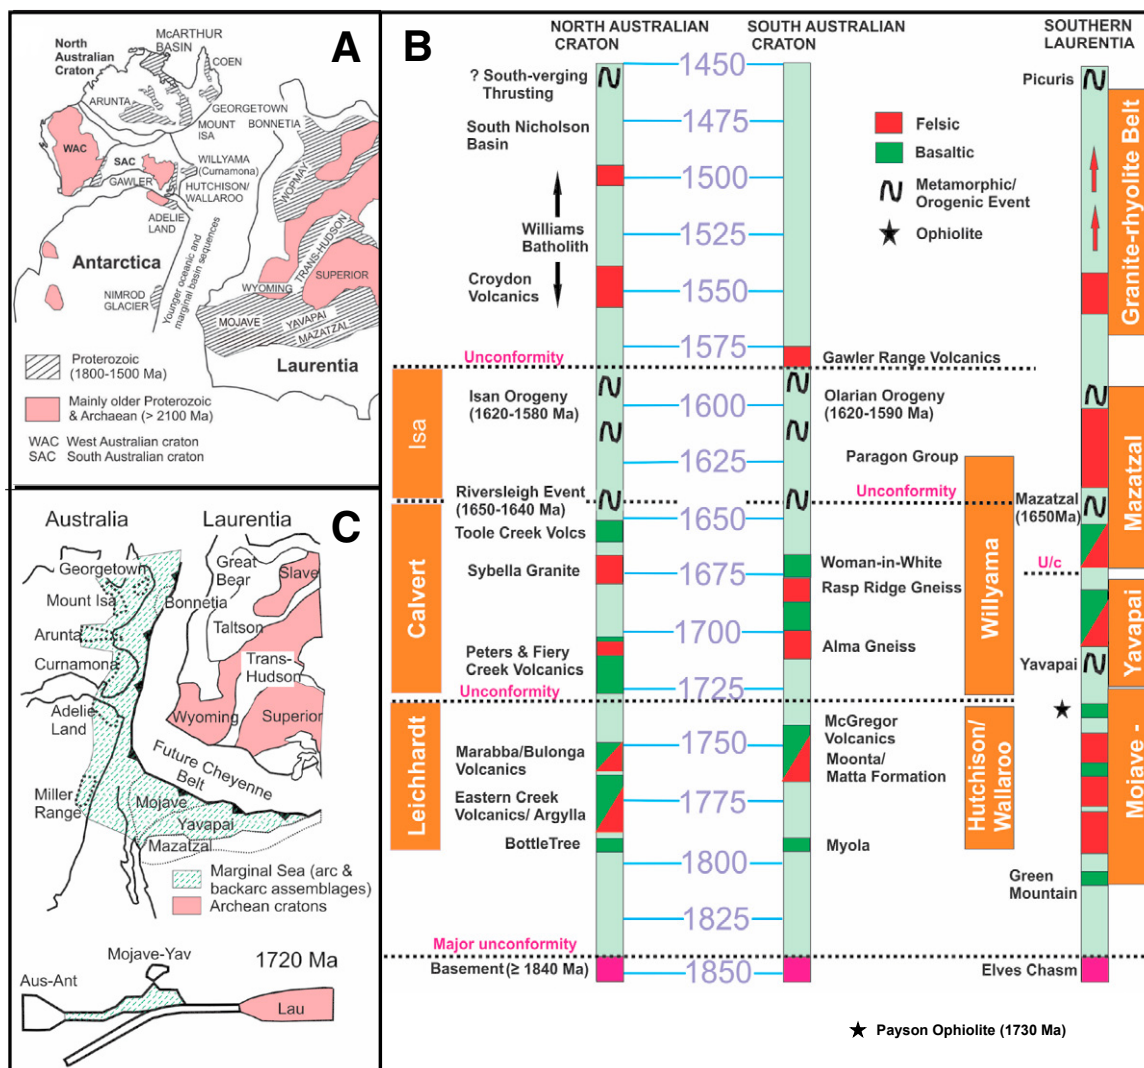 A
North
Australian
Craton
McARTHUR
BASIN
COEN
ARUNTA
GEORGETOWN
MOUNT
ISA
BONNETIA
WAC
SAC
WILLYAMA
(Curnamona)
GAWLER
HUTCHISON/
WALLAROO
WOPMAY
ADELIE
LAND
Antarctica
Younger oceanic and
marginal basin sequences
TRANS-HUDSON
NIMROD
GLACIER
WYOMING
SUPERIOR
MOJAVE
YAVAPAI
MAZATZAL
Laurentia
Proterozoic
(1800-1500 Ma)
Mainly older Proterozoic
& Archaean (> 2100 Ma)
WAC West Australian craton
SAC South Australian craton
B
NORTH AUSTRALIAN
CRATON
SOUTH AUSTRALIAN
CRATON
SOUTHERN
LAURENTIA
1450
1475
1500
1525
1550
1575
1600
1625
1650
1675
1700
1725
1750
1775
1800
1825
1850
? South-verging
Thrusting
South Nicholson
Basin
Williams
Batholith
Croydon
Volcanics
Unconformity
Isan Orogeny
(1620-1580 Ma)
Riversleigh Event
(1650-1640 Ma)
Toole Creek Volcs
Sybella Granite
Peters & Fiery
Creek Volcanics
Unconformity
Marabba/Bulonga
Volcanics
Eastern Creek
Volcanics/ Argylla
BottleTree
Major unconformity
Basement (≥ 1840 Ma)
Isa
Calvert
Leichhardt
Felsic
Basaltic
Metamorphic/
Orogenic Event
Ophiolite
Gawler Range Volcanics
Olarian Orogeny
(1620-1590 Ma)
Paragon Group
Unconformity
Woman-in-White
Rasp Ridge Gneiss
Alma Gneiss
McGregor
Volcanics
Moonta/
Matta Formation
Myola
Willyama
Hutchison/
Wallaroo
Picuris
Mazatzal
(1650Ma)
U/c
Yavapai
Green
Mountain
Elves Chasm
Granite-rhyolite Belt
Mazatzal
Yavapai
Mojave -
Payson Ophiolite (1730 Ma)
C
Australia
Laurentia
Georgetown
Great
Bear
Slave
Mount Isa
Bonnetia
Taltson
Arunta
Curnamona
Trans-
Hudson
Adelie
Land
Wyoming
Superior
Future Cheyenne
Belt
Miller
Range
Mojave
Yavapai
Mazatzal
Marginal Sea (arc &
backarc assemblages)
Archean cratons
Mojave-Yav
1720 Ma
Aus-Ant
Lau